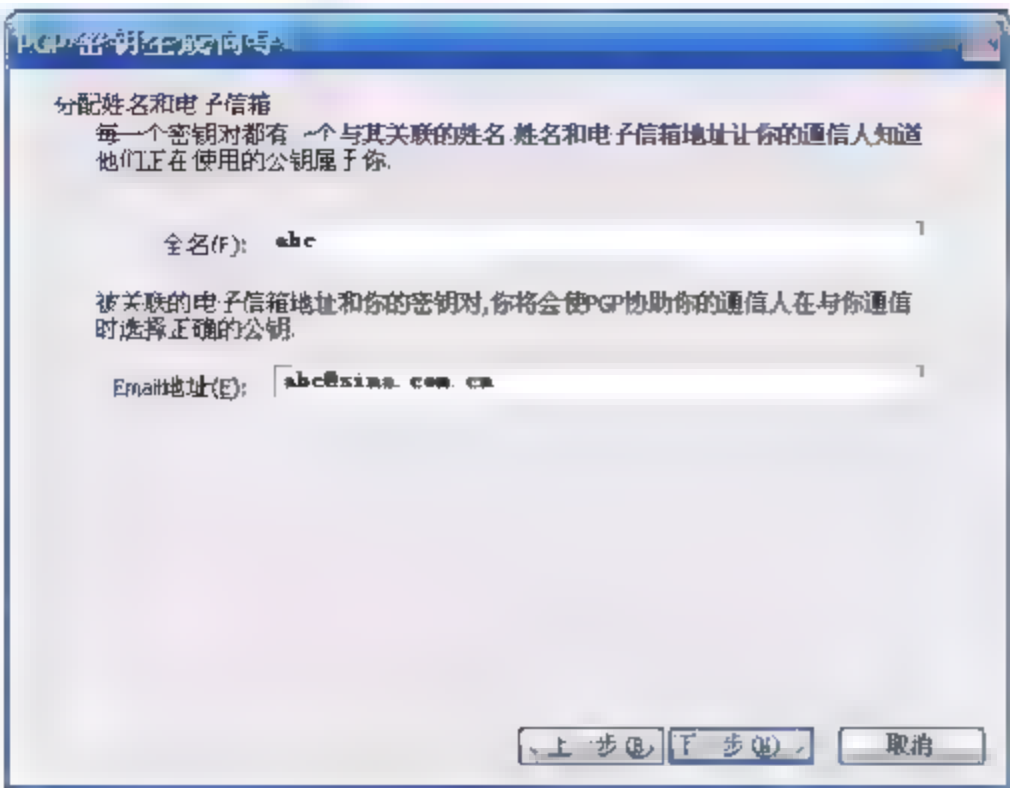 PGP 密钥生成向导
分配姓名和电子信箱
每一个密钥对都有一个与其关联的姓名.姓名和电子信箱地址让你的通信人知道
他们正在使用的公钥属于你.
全名(F): abc
被关联的电子信箱地址和你的密钥对,你将会使PGP协助你的通信人在与你通信
时选择正确的公钥.
Email地址(E): abc@sina.com.cn
<上一步(B) 下一步(N)> 取消